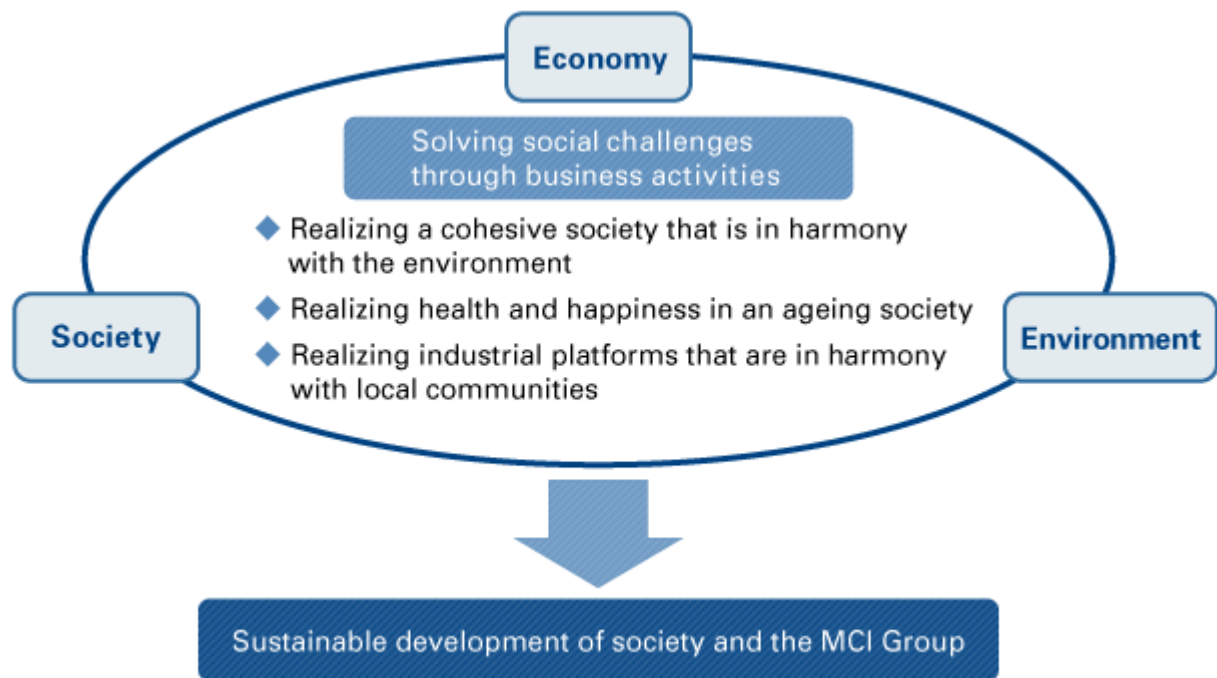 Economy
Solving social challenges
through business activities
Realizing a cohesive society that is in harmony
with the environment
Realizing health and happiness in an ageing society
Society
Environment
Realizing industrial platforms that are in harmony
with local communities
Sustainable development of society and the MCI Group